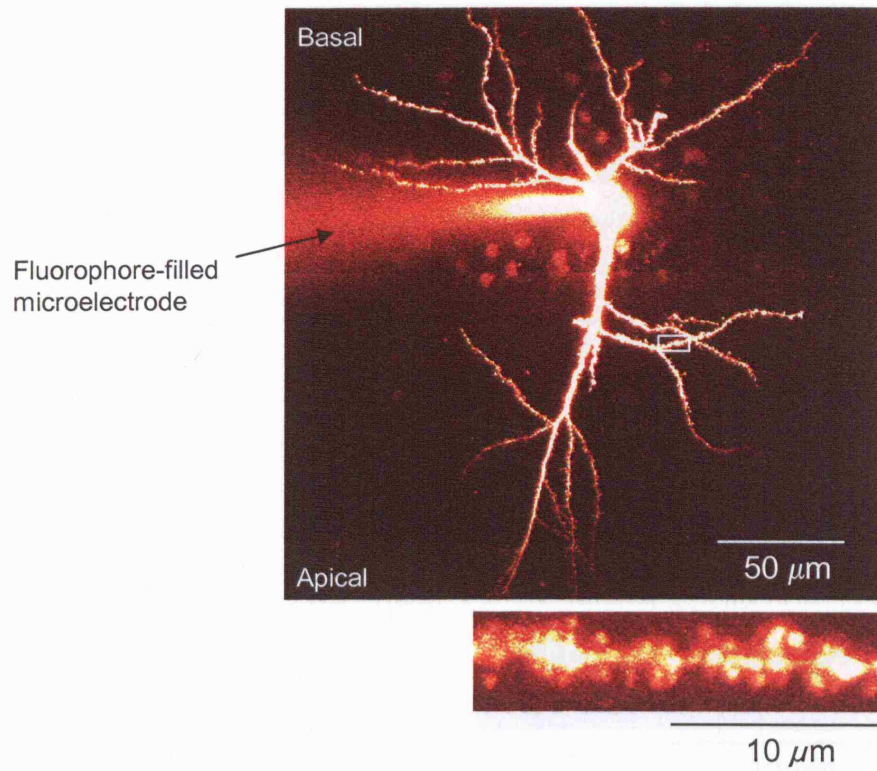 Basal
Fluorophore-filled
microelectrode
Apical
50 μm
10 μm